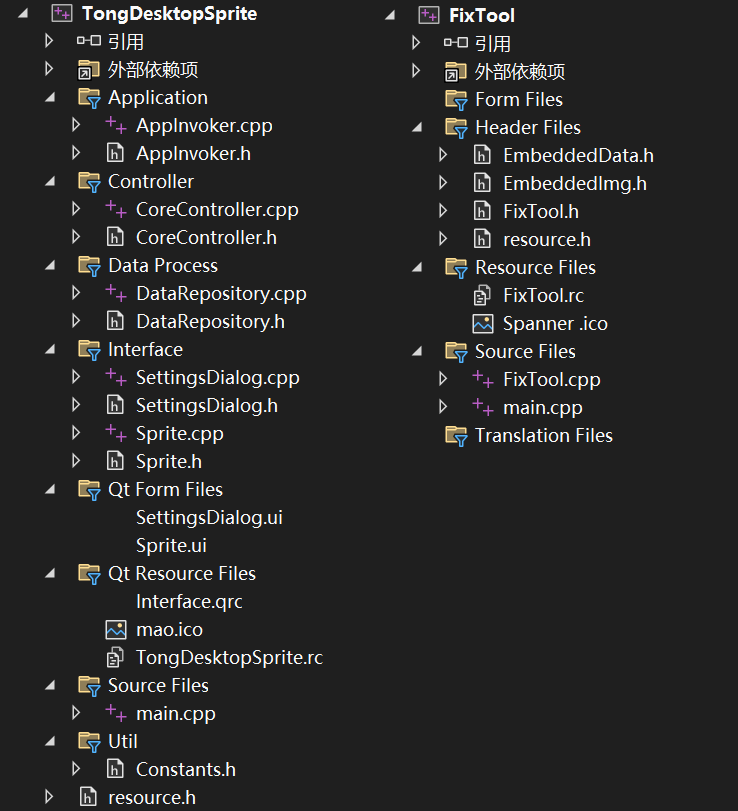 TongDesktopSprite
引用
外部依赖项
Application
AppInvoker.cpp
AppInvoker.h
Controller
CoreController.cpp
CoreController.h
Data Process
DataRepository.cpp
DataRepository.h
Interface
SettingsDialog.cpp
SettingsDialog.h
Sprite.cpp
Sprite.h
Qt Form Files
SettingsDialog.ui
Sprite.ui
Qt Resource Files
Interface.qrc
mao.ico
TongDesktopSprite.rc
Source Files
main.cpp
Util
Constants.h
resource.h
FixTool
引用
外部依赖项
Form Files
Header Files
EmbeddedData.h
EmbeddedImg.h
FixTool.h
resource.h
Resource Files
FixTool.rc
Spanner .ico
Source Files
FixTool.cpp
main.cpp
Translation Files